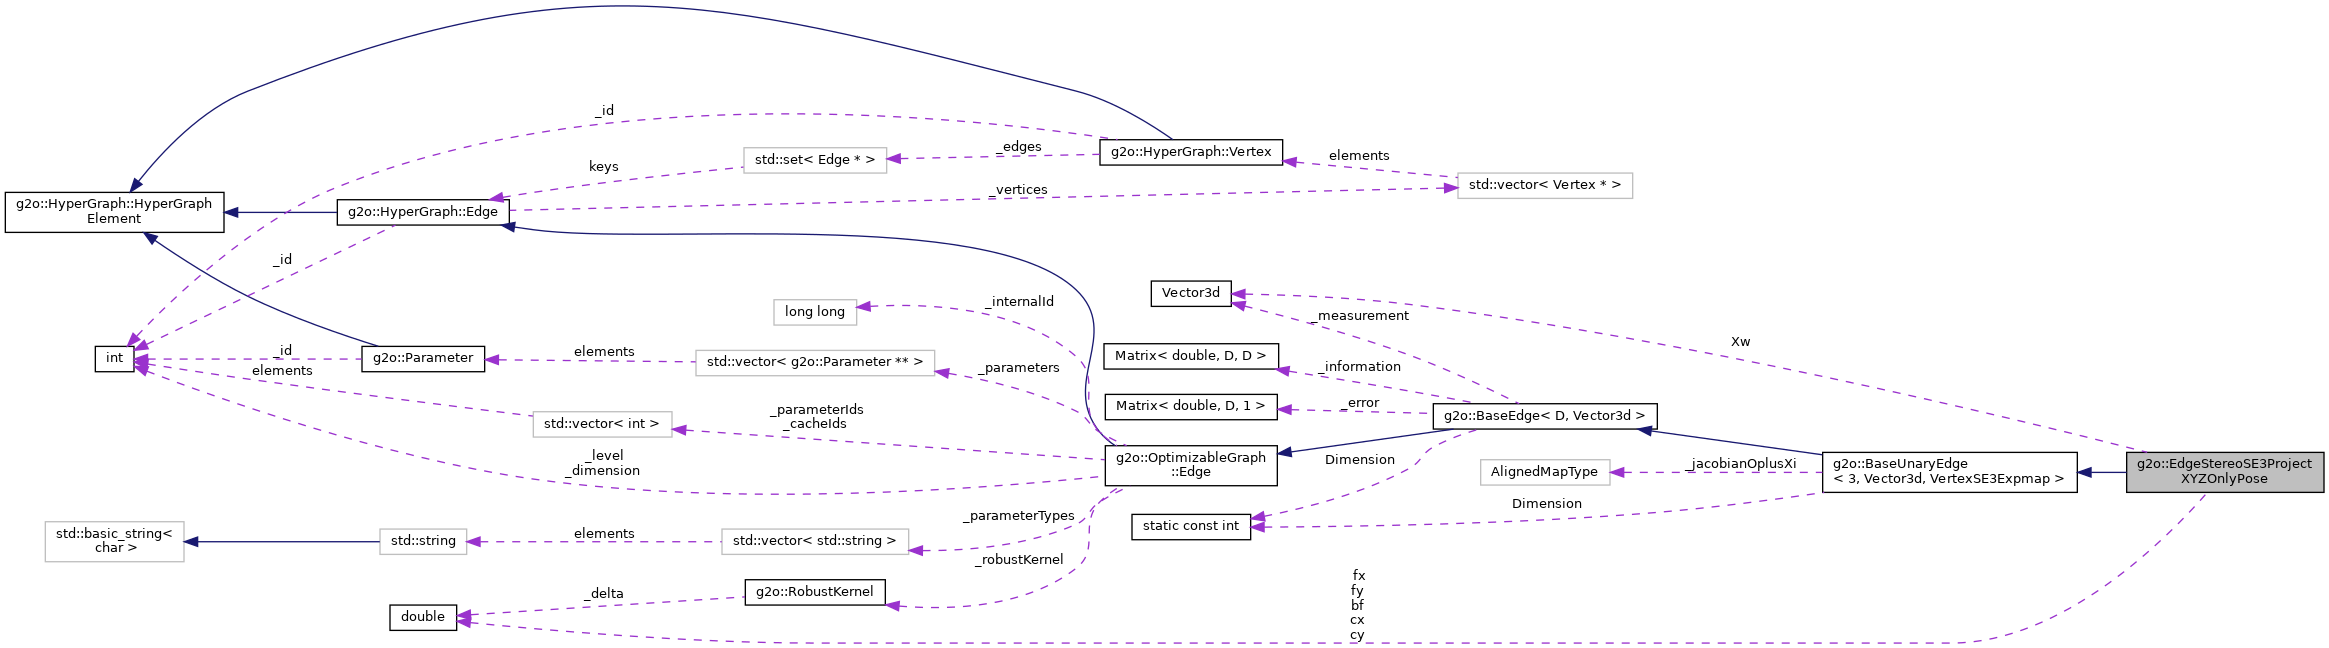 _id
g2o::HyperGraph::Vertex
_edges
std::set< Edge * >
elements
keys
std::vector< Vertex * >
_vertices
g2o::HyperGraph::HyperGraph
Element
g2o::HyperGraph::Edge
_id
Vector3d
_internalId
long long
_measurement
Xw
int
_id
g2o::Parameter
elements
std::vector< g2o::Parameter ** >
Matrix< double, D, D >
_parameters
_information
elements
Matrix< double, D, 1 >
_error
_parameterIds
_cacheIds
std::vector< int >
g2o::BaseEdge< D, Vector3d >
_level
_dimension
g2o::OptimizableGraph
::Edge
Dimension
AlignedMapType
_jacobianOplusXi
g2o::BaseUnaryEdge
< 3, Vector3d, VertexSE3Expmap >
g2o::EdgeStereoSE3Project
XYZOnlyPose
Dimension
_parameterTypes
static const int
std::basic_string<
char >
std::string
elements
std::vector< std::string >
_robustKernel
g2o::RobustKernel
_delta
double
fx
fy
bf
cx
cy